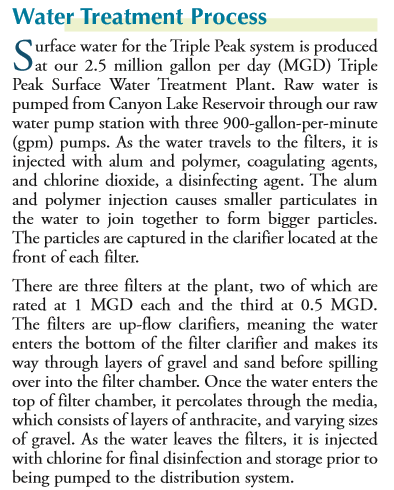 Water Treatment Process
Surface water for the Triple Peak system is produced
at our 2.5 million gallon per day (MGD) Triple
Peak Surface Water Treatment Plant. Raw water is
pumped from Canyon Lake Reservoir through our raw
water pump station with three 900-gallon-per-minute
(gpm) pumps. As the water travels to the filters, it is
injected with alum and polymer, coagulating agents,
and chlorine dioxide, a disinfecting agent. The alum
and polymer injection causes smaller particulates in
the water to join together to form bigger particles.
The particles are captured in the clarifier located at the
front of each filter.
There are three filters at the plant, two of which are
rated at 1 MGD each and the third at 0.5 MGD.
The filters are up-flow clarifiers, meaning the water
enters the bottom of the filter clarifier and makes its
way through layers of gravel and sand before spilling
over into the filter chamber. Once the water enters the
top of filter chamber, it percolates through the media,
which consists of layers of anthracite, and varying sizes
of gravel. As the water leaves the filters, it is injected
with chlorine for final disinfection and storage prior to
being pumped to the distribution system.